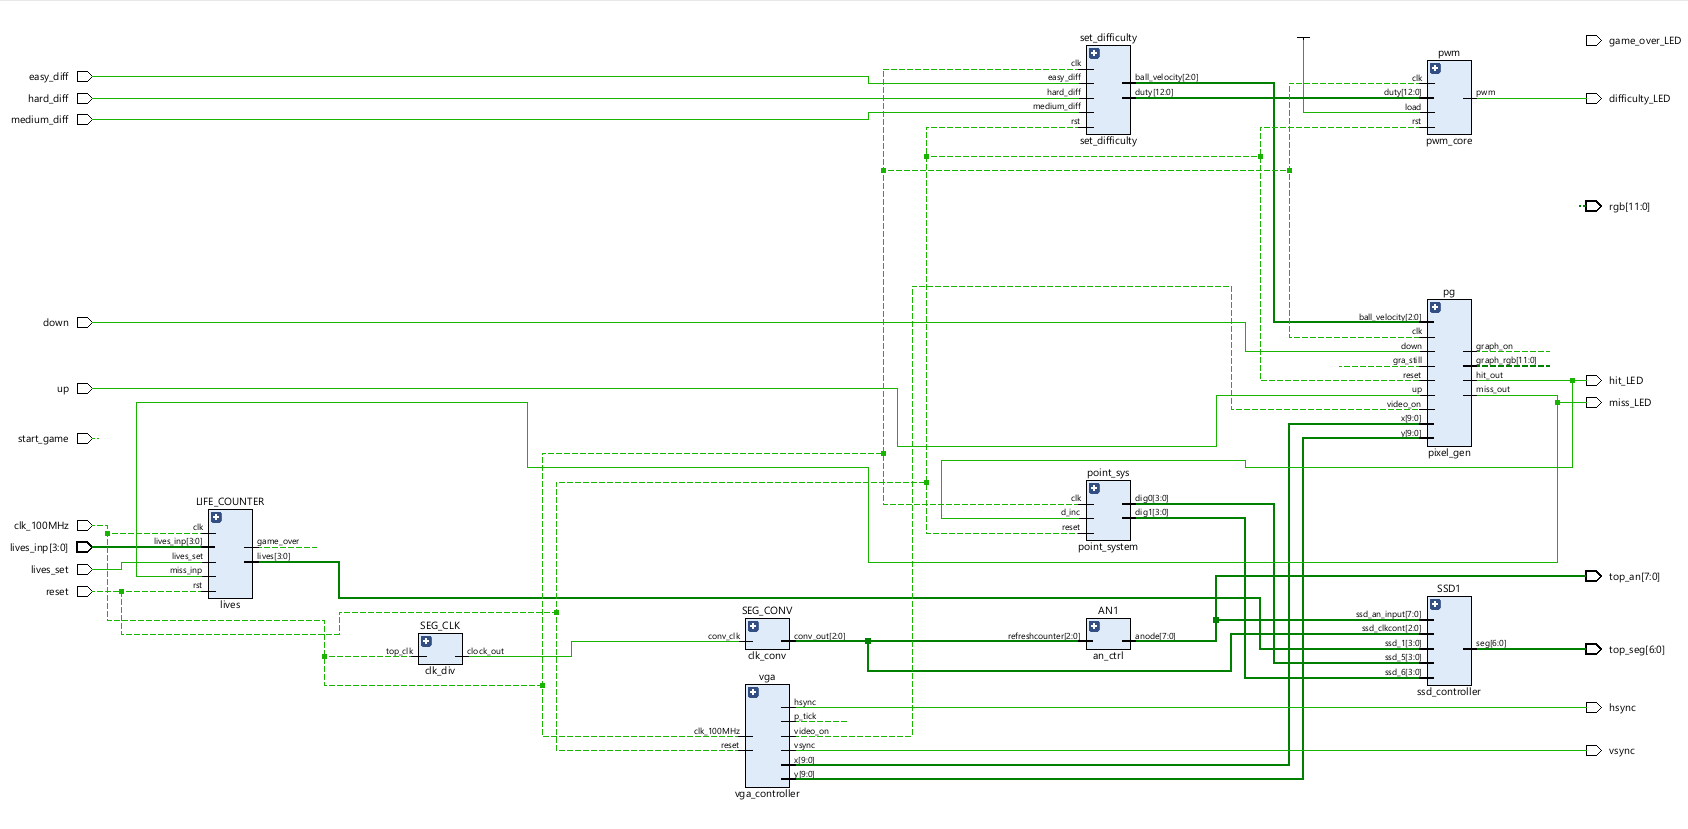 easy_diff
hard_diff
medium_diff
set_difficulty
clk
easy_diff
hard_diff
medium_diff
rst
ball_velocity[2:0]
duty[12:0]
set_difficulty
pwm
clk
duty[12:0]
load
rst
pwm
pwm_core
game_over_LED
difficulty_LED
rgb[11:0]
down
up
start_game
pg
ball_velocity[2:0]
clk
down
gra_still
reset
up
video_on
x[9:0]
y[9:0]
graph_on
graph_rgb[11:0]
hit_out
miss_out
pixel_gen
hit_LED
miss_LED
clk_100MHz
lives_inp[3:0]
lives_set
reset
LIFE_COUNTER
clk
lives_inp[3:0]
lives_set
miss_inp
rst
game_over
lives[3:0]
lives
point_sys
clk
d_inc
reset
dig0[3:0]
dig1[3:0]
point_system
SEG_CLK
top_clk
clock_out
clk_div
SEG_CONV
conv_clk
conv_out[2:0]
clk_conv
AN1
refreshcounter[2:0]
anode[7:0]
an_ctrl
SSD1
ssd_an_input[7:0]
ssd_clkcont[2:0]
ssd_1[3:0]
ssd_5[3:0]
ssd_6[3:0]
seg[6:0]
ssd_controller
top_an[7:0]
top_seg[6:0]
vga
clk_100MHz
reset
hsync
p_tick
video_on
vsync
x[9:0]
y[9:0]
vga_controller
hsync
vsync